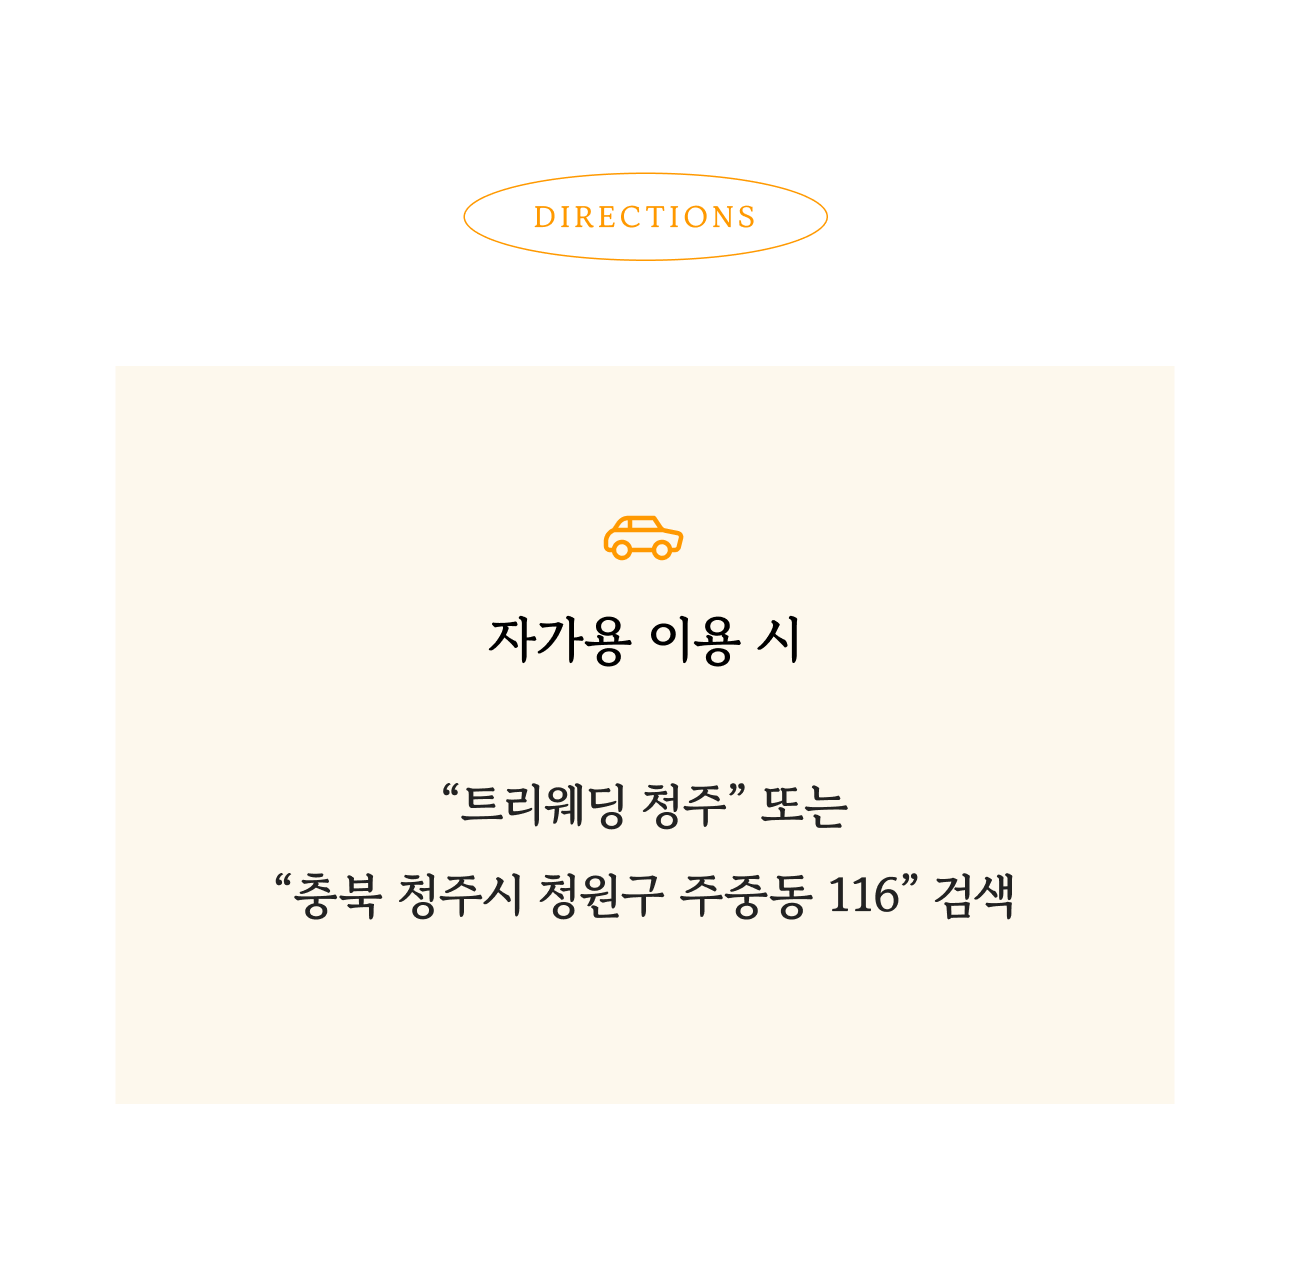 DIRECTIONS
자가용 이용 시
“트리웨딩 청주” 또는
“충북 청주시 청원구 주중동 116” 검색